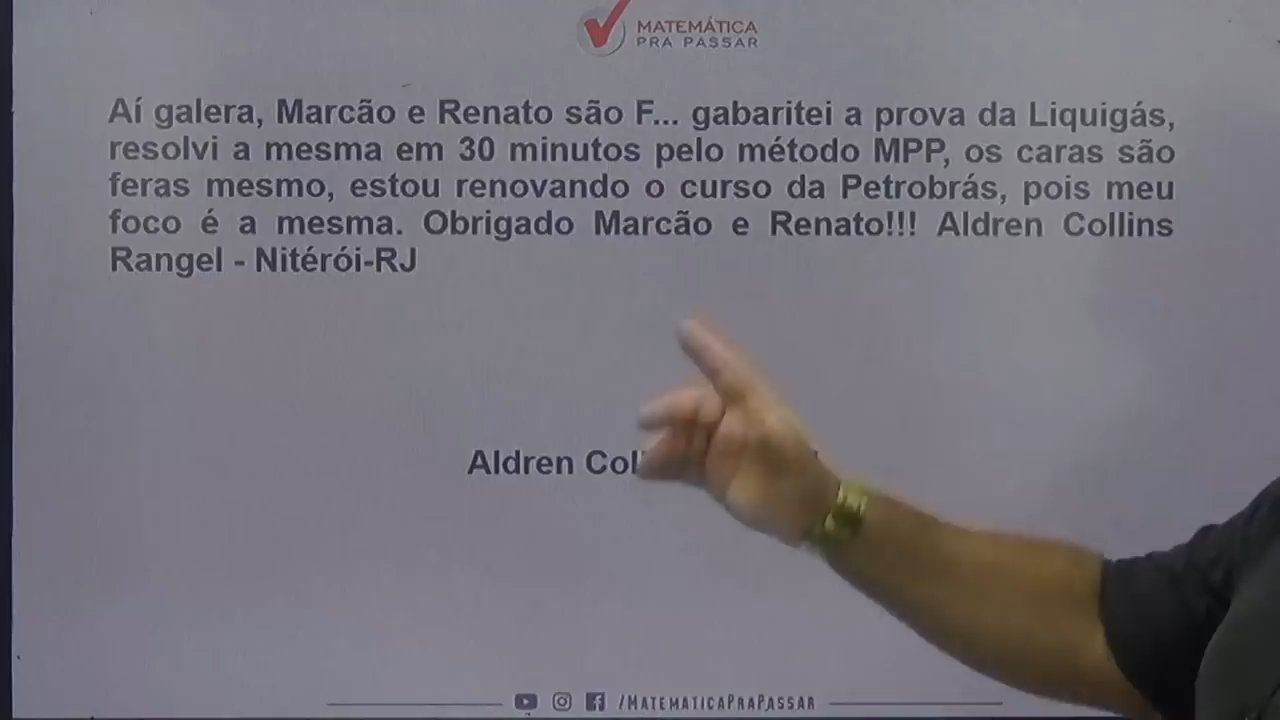 MATEMÁTICA
PRA PASSAR
Aí galera, Marcão e Renato são F... gabaritei a prova da Liquigás,
resolvi a mesma em 30 minutos pelo método MPP, os caras são
feras mesmo, estou renovando o curso da Petrobrás, pois meu
foco é a mesma. Obrigado Marcão e Renato!!! Aldren Collins
Rangel - Nitérói-RJ
Aldren
/MATEMATICAPRAPASSAR